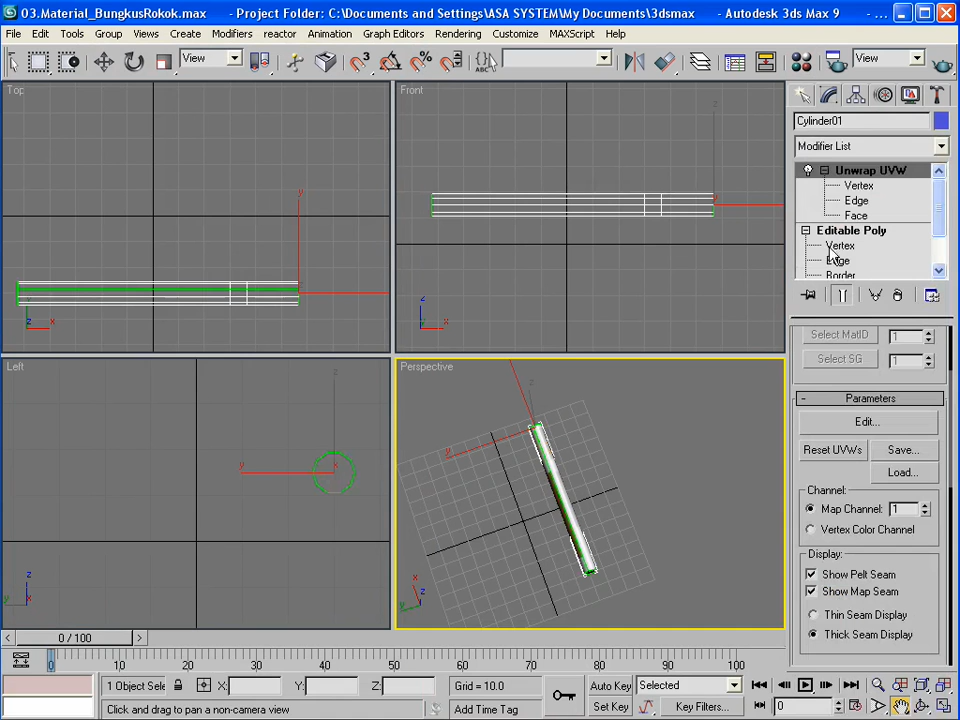 03.Material_BungkusRokok.max - Project Folder: C:\Documents and Settings\ASA SYSTEM\My Documents\3dsmax - Autodesk 3ds Max 9 - ...
File Edit Tools Group Views Create Modifiers reactor Animation Graph Editors Rendering Customize MAXScript Help
View View
Top
Front
Left
Perspective
Cylinder01
Modifier List
Unwrap UVW
Vertex
Edge
Face
Editable Poly
Vertex
Edge
Border
Select MatID 1
Select SG 1
- Parameters
Edit...
Reset UVWs Save...
Load...
Channel:
Map Channel: 1
Vertex Color Channel
Display:
Show Pelt Seam
Show Map Seam
Thin Seam Display
Thick Seam Display
0 / 100
0 10 20 30 40 50 60 70 80 90 100
1 Object Sele X: Y: Z: Grid = 10.0 Auto Key Selected
Click and drag to pan a non-camera view Add Time Tag Set Key Key Filters... 0